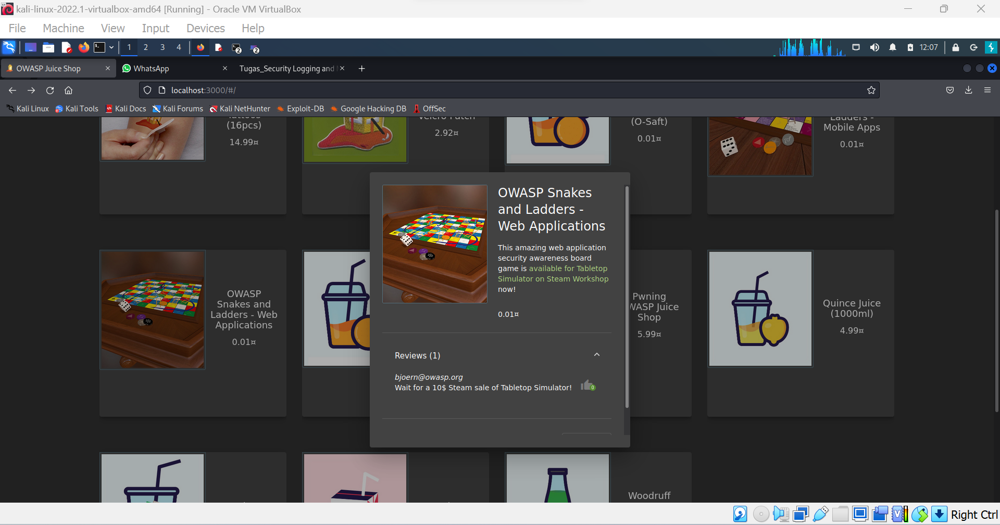 kali-linux-2022.1-virtualbox-amd64 [Running] - Oracle VM VirtualBox
File Machine View Input Devices Help
1 2 3 4 2 2 12:07
OWASP Juice Shop WhatsApp Tugas_Security Logging and
localhost:3000/#/
Kali Linux Kali Tools Kali Docs Kali Forums Kali NetHunter Exploit-DB Google Hacking DB OffSec
Tattoos
(16pcs)
14.99¤
Velcro Patch
2.92¤
(O-Saft)
0.01¤
Ladders -
Mobile Apps
0.01¤
OWASP Snakes
and Ladders -
Web Applications
This amazing web application
security awareness board
game is available for Tabletop
Simulator on Steam Workshop
now!
0.01¤
Reviews (1)
bjoern@owasp.org
Wait for a 10$ Steam sale of Tabletop Simulator!
0
OWASP
Snakes and
Ladders - Web
Applications
0.01¤
Pwning
WASP Juice
Shop
5.99¤
Quince Juice
(1000ml)
4.99¤
Woodruff
Right Ctrl